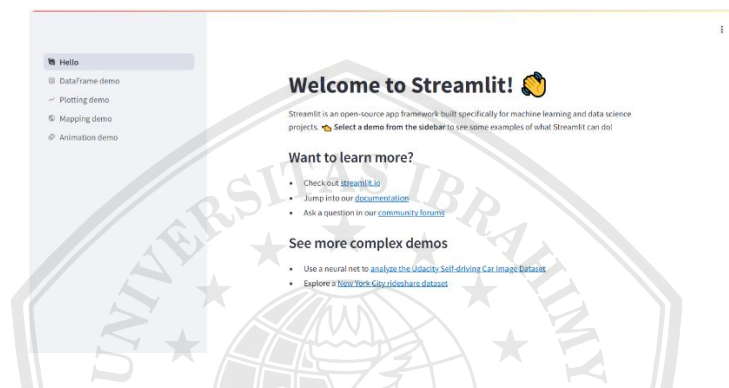 Hello
DataFrame demo
Plotting demo
Mapping demo
Animation demo
Welcome to Streamlit! 👋
Streamlit is an open-source app framework built specifically for machine learning and data science
projects. 👈 Select a demo from the sidebar to see some examples of what Streamlit can do!
Want to learn more?
• Check out streamlit.io
• Jump into our documentation
• Ask a question in our community forums
See more complex demos
• Use a neural net to analyze the Udacity Self-driving Car Image Dataset
• Explore a New York City rideshare dataset
UNIVERSITAS IBRAHIMY